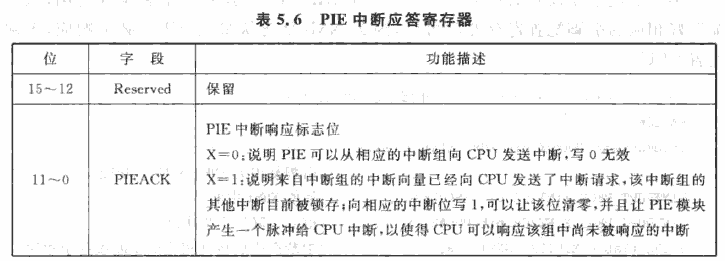 表 5.6 PIE 中断应答寄存器
位 字 段 功能描述
15～12 Reserved 保留
PIE 中断响应标志位
X=0:说明 PIE 可以从相应的中断组向 CPU 发送中断,写 0 无效
11～0 PIEACK X=1:说明来自中断组的中断向量已经向 CPU 发送了中断请求,该中断组的
其他中断目前被锁存;向相应的中断位写 1,可以让该位清零,并且让 PIE 模块
产生一个脉冲给 CPU 中断,以使得 CPU 可以响应该组中尚未被响应的中断